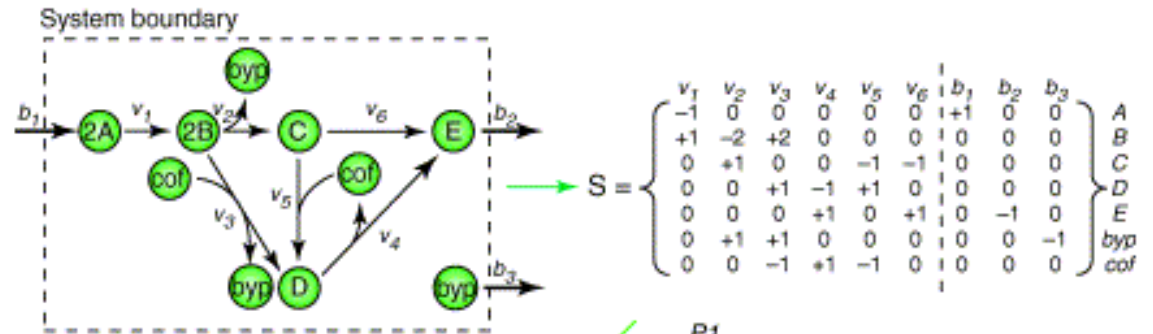 System boundary
byp
b1 v1 v2 v6 b2
2A 2B C E
cof cof
v3 v5 v4
byp D byp b3
S =
v1 v2 v3 v4 v5 v6 b1 b2 b3
−1 0 0 0 0 0 +1 0 0 A
+1 −2 +2 0 0 0 0 0 0 B
0 +1 0 0 −1 −1 0 0 0 C
0 0 +1 −1 +1 0 0 0 0 D
0 0 0 +1 0 +1 0 −1 0 E
0 +1 +1 0 0 0 0 0 −1 byp
0 0 −1 +1 −1 0 0 0 0 cof
P1